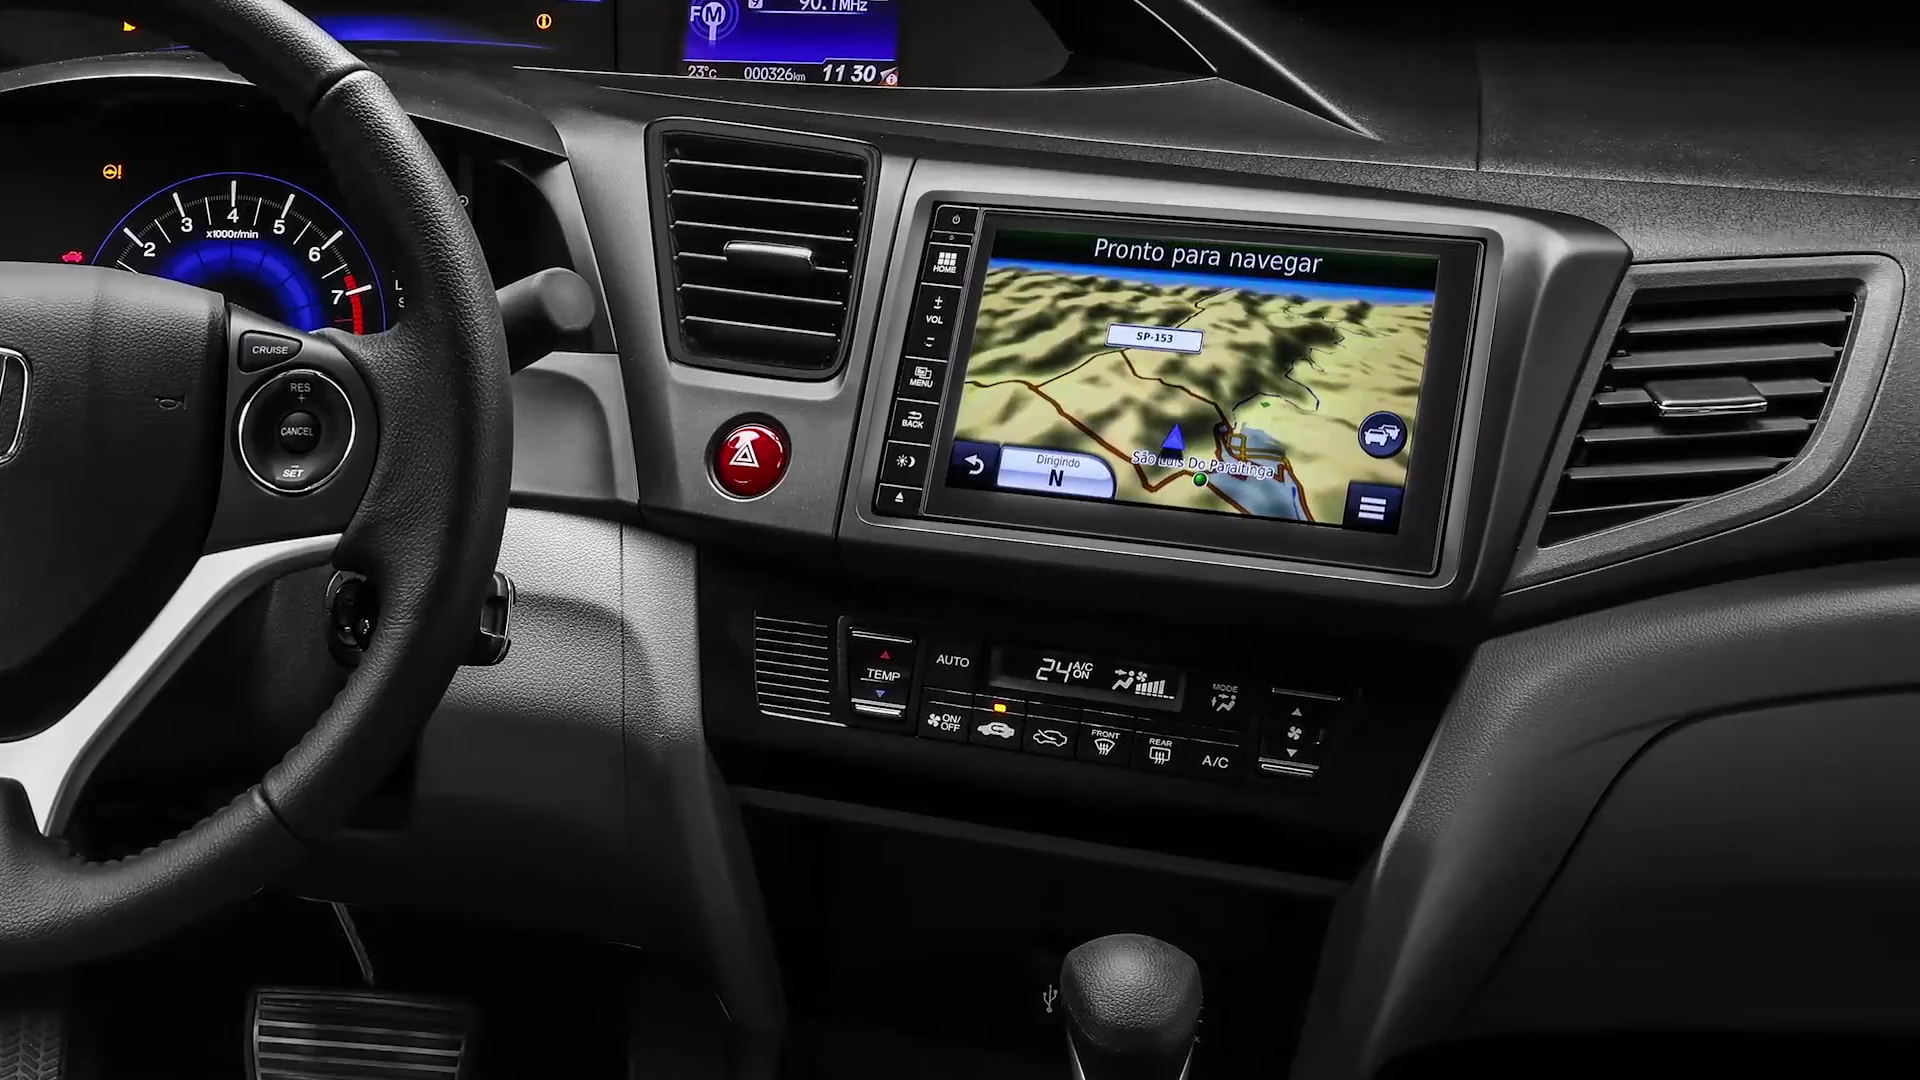 FM
90.1MHz
23°C 000326km 11 30
2 3 4 5 6 7
x1000r/min
CRUISE
RES
+
CANCEL
−
SET
HOME
+
VOL
-
MENU
BACK
Pronto para navegar
SP-153
São Luís Do Paraitinga
Dirigindo
N
TEMP
AUTO
24 A/C ON
MODE
ON/
OFF
FRONT
REAR
A/C